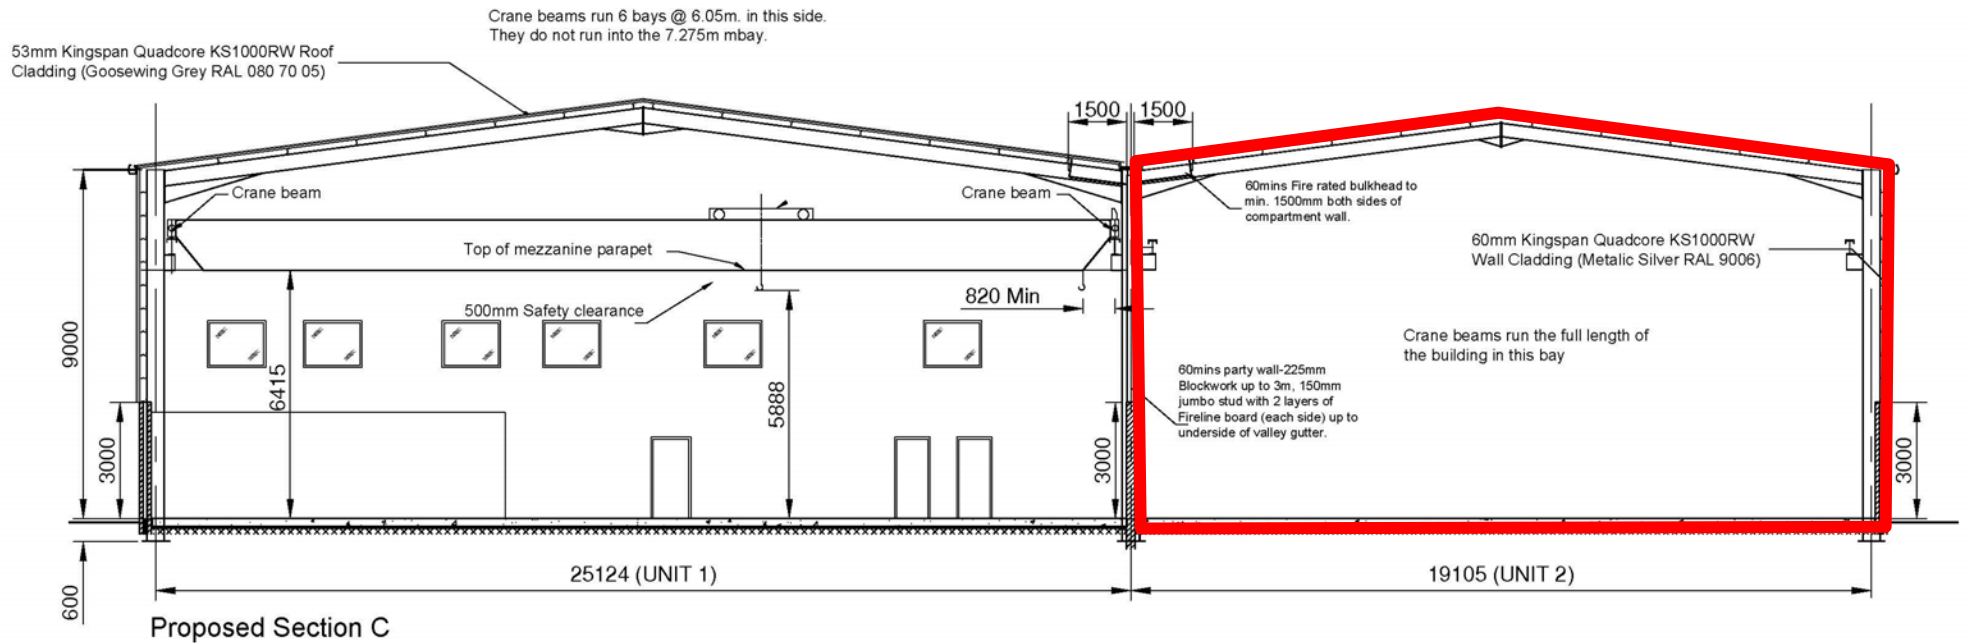 Crane beams run 6 bays @ 6.05m. in this side.
They do not run into the 7.275m mbay.
53mm Kingspan Quadcore KS1000RW Roof
Cladding (Goosewing Grey RAL 080 70 05)
1500
1500
Crane beam
Crane beam
60mins Fire rated bulkhead to
min. 1500mm both sides of
compartment wall.
Top of mezzanine parapet
60mm Kingspan Quadcore KS1000RW
Wall Cladding (Metalic Silver RAL 9006)
500mm Safety clearance
820 Min
Crane beams run the full length of
the building in this bay
9000
6415
5888
60mins party wall-225mm
Blockwork up to 3m, 150mm
jumbo stud with 2 layers of
Fireline board (each side) up to
underside of valley gutter.
3000
3000
3000
600
25124 (UNIT 1)
19105 (UNIT 2)
Proposed Section C